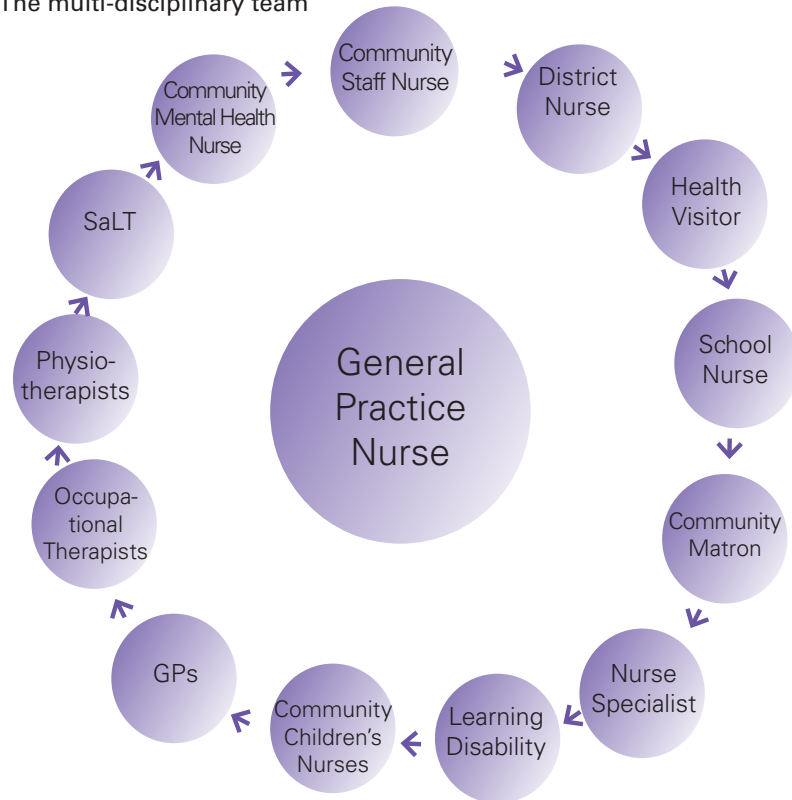 The multi-disciplinary team
Community
Staff Nurse
District
Nurse
Health
Visitor
School
Nurse
Community
Matron
Nurse
Specialist
Learning
Disability
Community
Children's
Nurses
GPs
Occupa-
tional
Therapists
Physio-
therapists
SaLT
Community
Mental Health
Nurse
General
Practice
Nurse